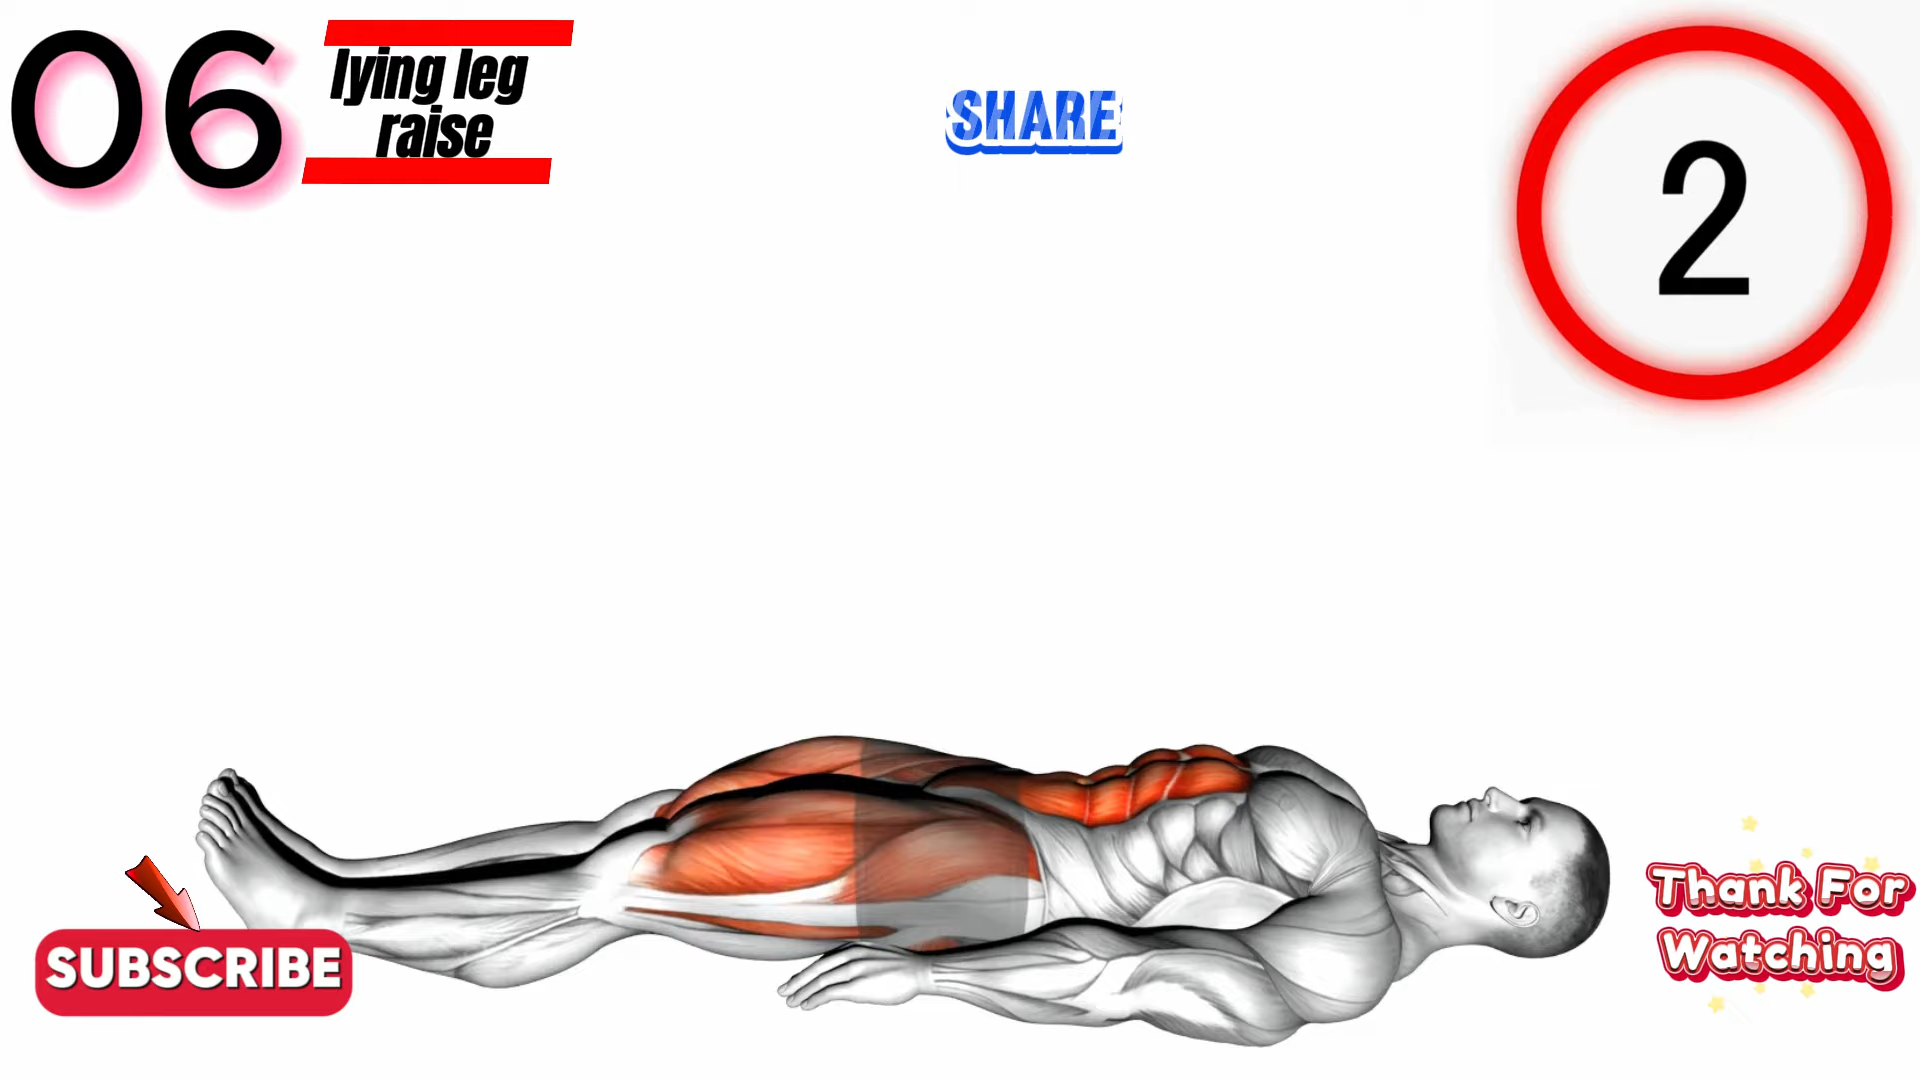 06
lying leg
raise
SHARE
2
SUBSCRIBE
Thank For
Watching